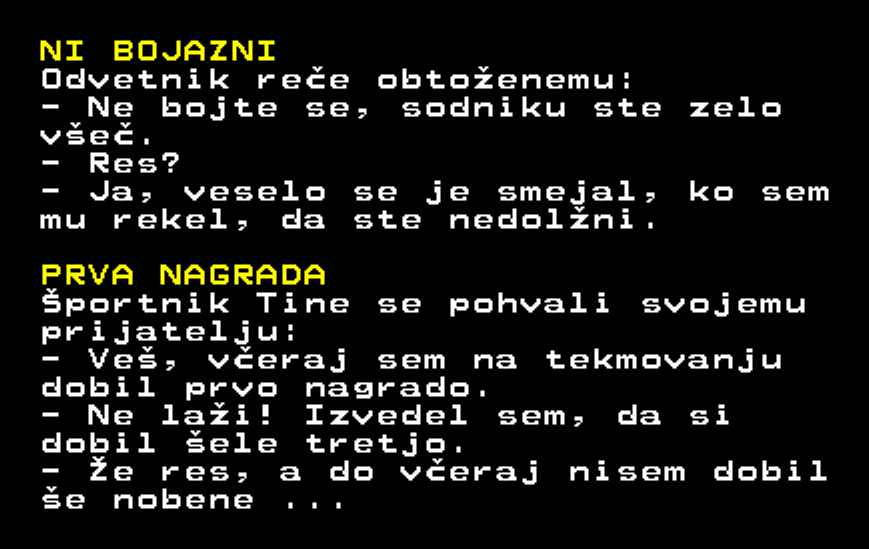 NI BOJAZNI
Odvetnik reče obtoženemu:
- Ne bojte se, sodniku ste zelo
všeč.
- Res?
- Ja, veselo se je smejal, ko sem
mu rekel, da ste nedolžni.
PRVA NAGRADA
Športnik Tine se pohvali svojemu
prijatelju:
- Veš, včeraj sem na tekmovanju
dobil prvo nagrado.
- Ne laži! Izvedel sem, da si
dobil šele tretjo.
- Že res, a do včeraj nisem dobil
še nobene ...